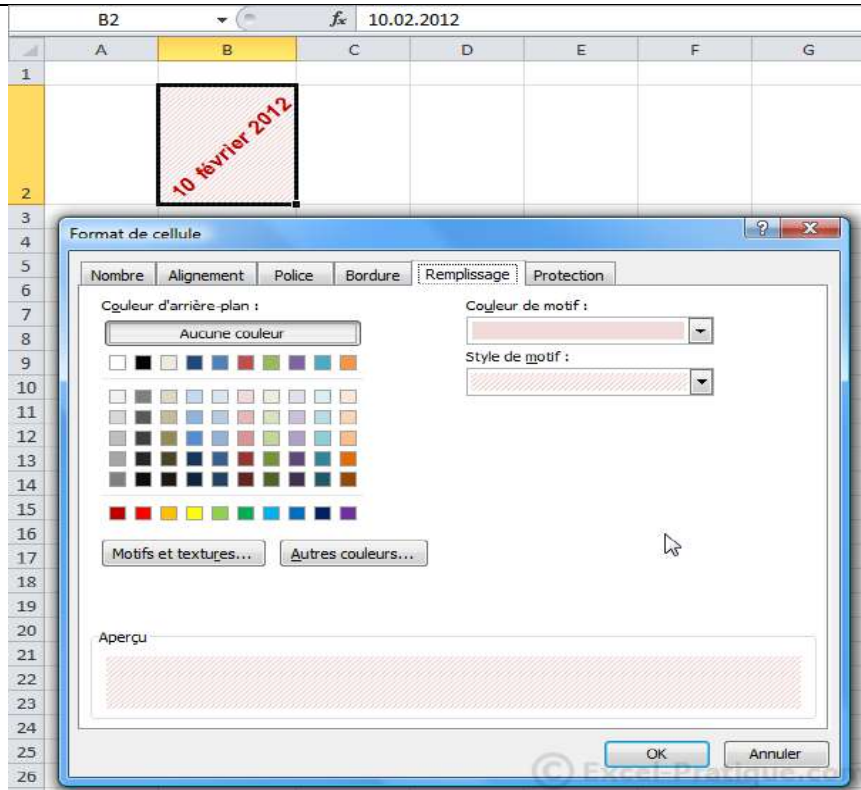 B2 fx 10.02.2012
A B C D E F G
1
10 février 2012
2
3
Format de cellule
4
5
Nombre Alignement Police Bordure Remplissage Protection
6
7
Couleur d'arrière-plan : Couleur de motif :
8
Aucune couleur
9
Style de motif :
10
11
12
13
14
15
16
17
Motifs et textures... Autres couleurs...
18
19
20
Aperçu
21
22
23
24
25
OK Annuler
26
© Excel-Pratique.com